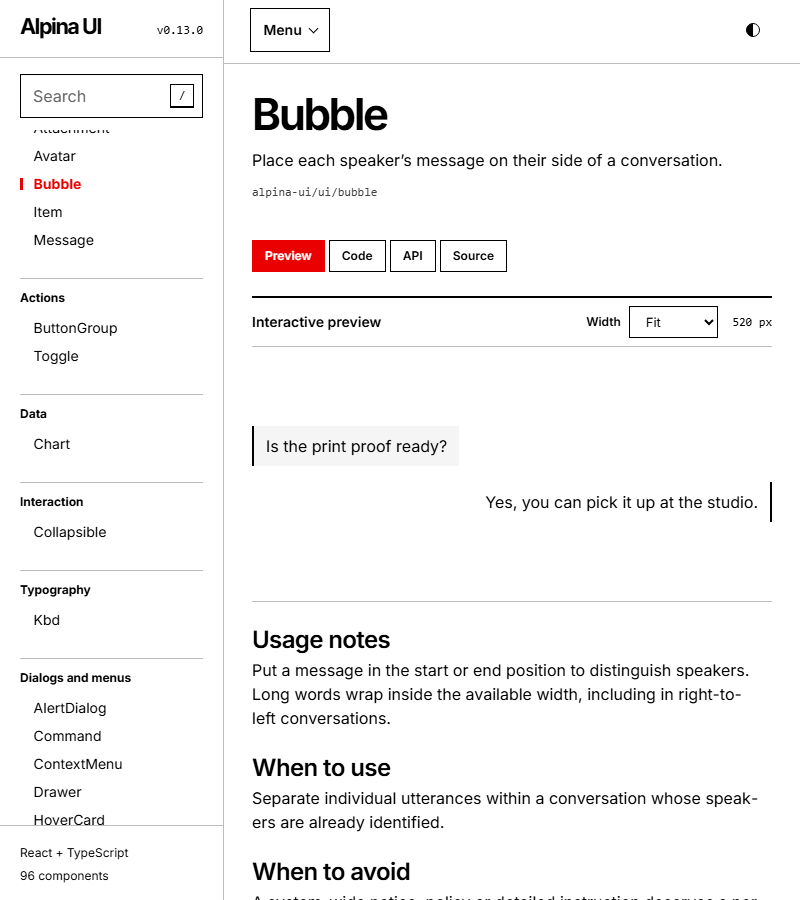 Alpina UI
v0.13.0
Menu
Search
/
Attachment
Avatar
Bubble
Item
Message
Actions
ButtonGroup
Toggle
Data
Chart
Interaction
Collapsible
Typography
Kbd
Dialogs and menus
AlertDialog
Command
ContextMenu
Drawer
HoverCard
React + TypeScript
96 components
Bubble
Place each speaker’s message on their side of a conversation.
alpina-ui/ui/bubble
Preview
Code
API
Source
Interactive preview
Width
Fit
520 px
Is the print proof ready?
Yes, you can pick it up at the studio.
Usage notes
Put a message in the start or end position to distinguish speakers.
Long words wrap inside the available width, including in right-to-
left conversations.
When to use
Separate individual utterances within a conversation whose speak-
ers are already identified.
When to avoid